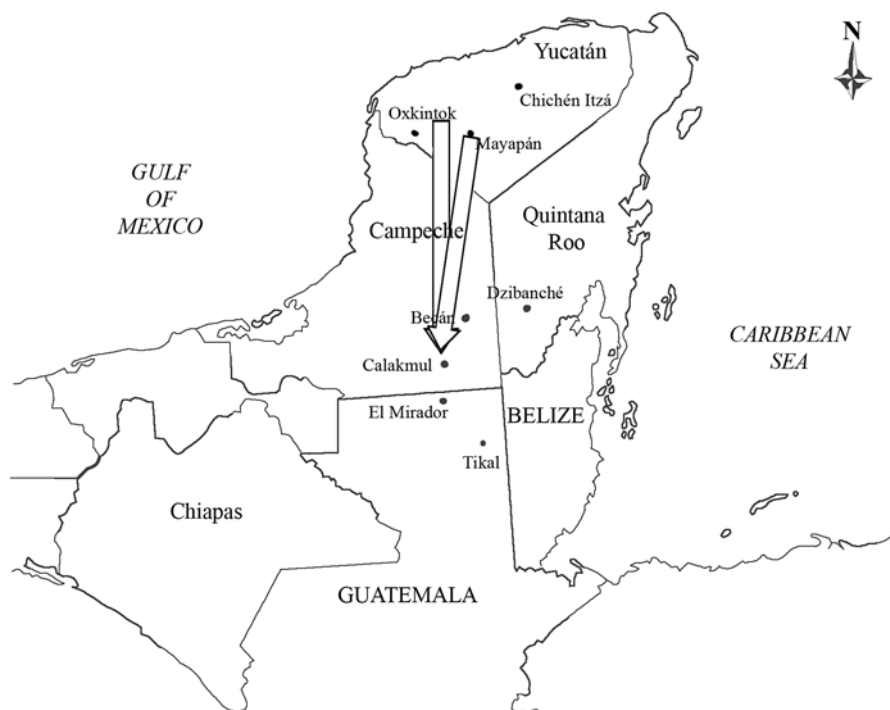 Yucatán
N
Chichén Itzá
Oxkintok
Mayapán
GULF
OF
MEXICO
Quintana
Roo
Campeche
Dzibanché
Becán
CARIBBEAN
SEA
Calakmul
El Mirador
BELIZE
Tikal
Chiapas
GUATEMALA